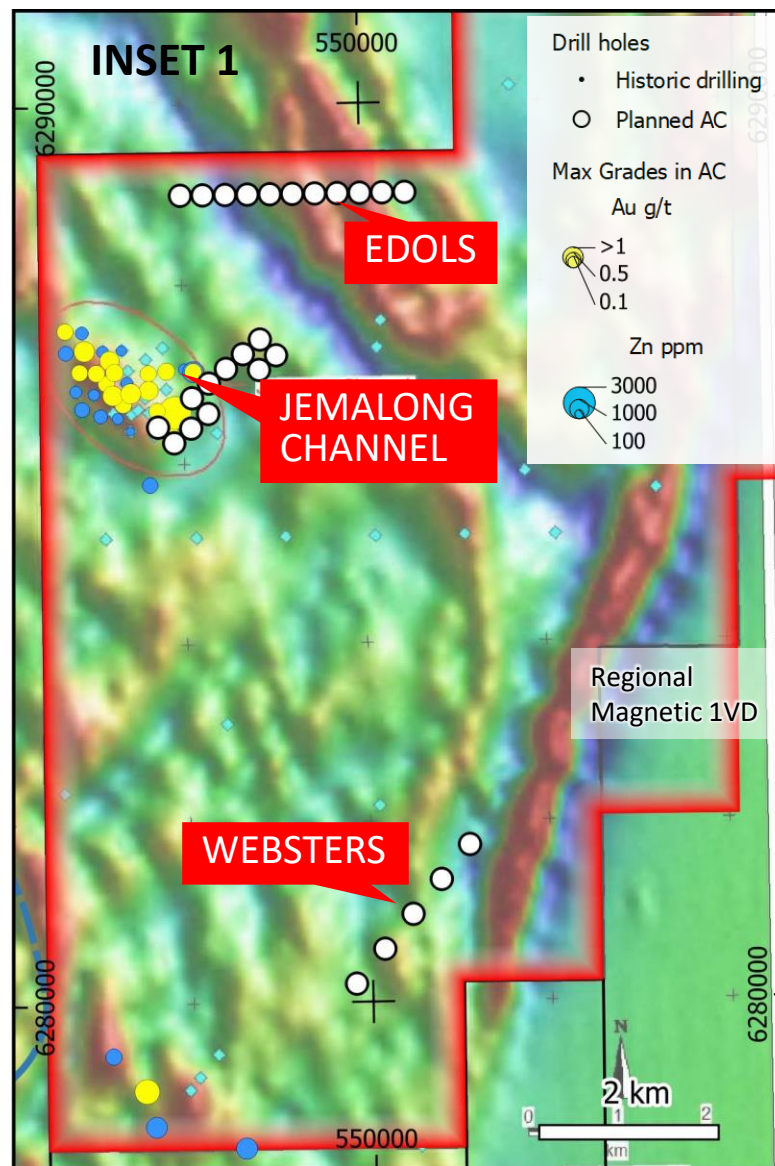 INSET 1
550000
6290000
6290000
Drill holes
Historic drilling
Planned AC
Max Grades in AC
Au g/t
>1
0.5
0.1
Zn ppm
3000
1000
100
EDOLS
JEMALONG
CHANNEL
Regional
Magnetic 1VD
WEBSTERS
6280000
6280000
N
2 km
0
1
2
km
550000